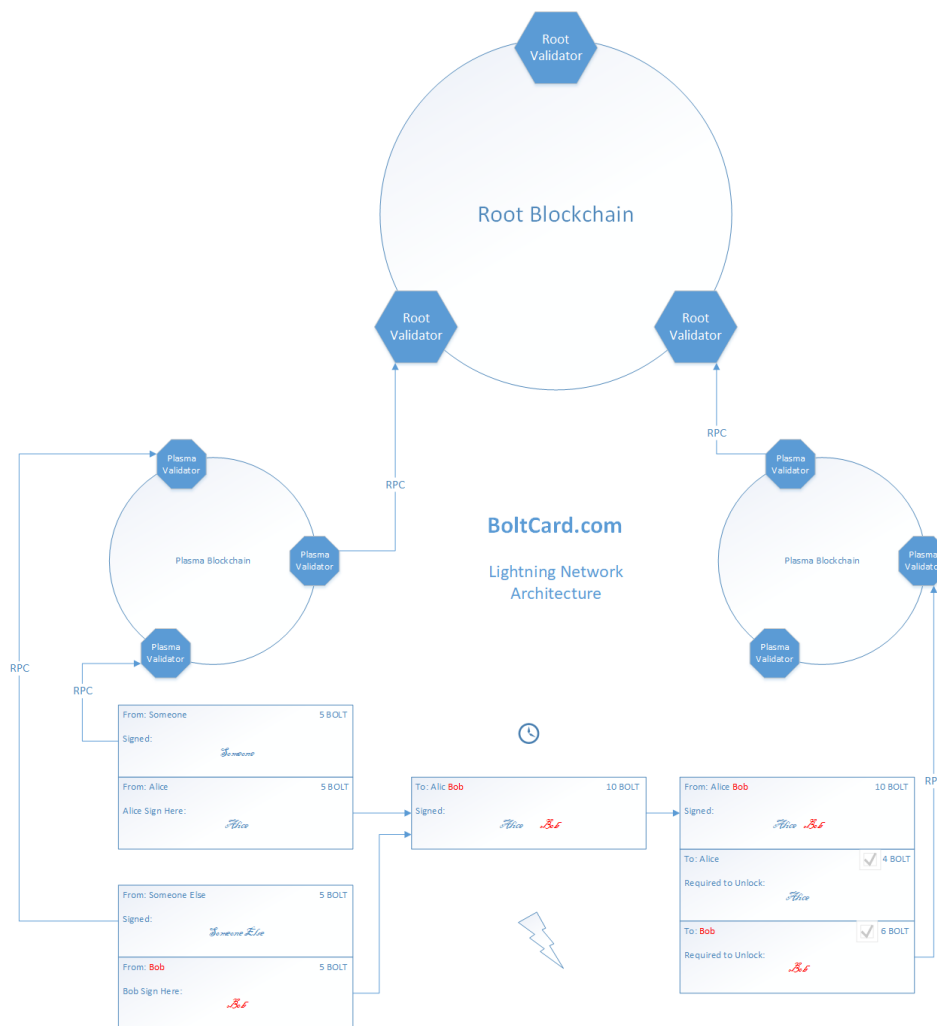 Root
Validator
Root Blockchain
Root
Validator
Root
Validator
RPC
RPC
Plasma
Validator
Plasma
Validator
BoltCard.com
Lightning Network
Architecture
Plasma Blockchain
Plasma
Validator
Plasma Blockchain
Plasma
Validator
Plasma
Validator
Plasma
Validator
RPC
RPC
From: Someone 5 BOLT
Signed:
Someone
From: Alice 5 BOLT
Alice Sign Here:
Alice
To: Alic Bob 10 BOLT
Signed:
Alice Bob
From: Alice Bob 10 BOLT
Signed:
Alice Bob
RP
To: Alice 4 BOLT
Required to Unlock:
Alice
To: Bob 6 BOLT
Required to Unlock:
Bob
From: Someone Else 5 BOLT
Signed:
Someone Else
From: Bob 5 BOLT
Bob Sign Here:
Bob